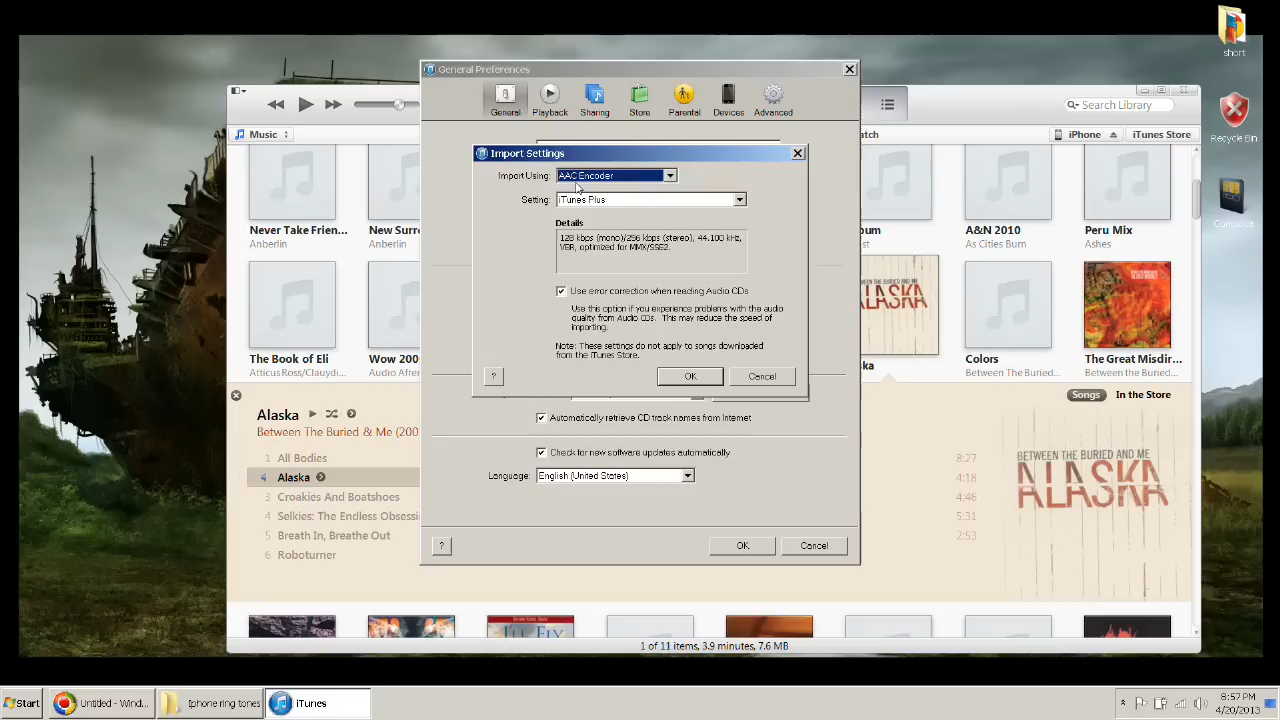 short
General Preferences
General
Playback
Sharing
Store
Parental
Devices
Advanced
Search Library
Recycle Bin
Music
iPhone
iTunes Store
Import Settings
Import Using:
AAC Encoder
Setting:
iTunes Plus
Details
128 kbps (mono)/256 kbps (stereo), 44.100 kHz,
VBR, optimized for MMX/SSE2.
Use error correction when reading Audio CDs
Use this option if you experience problems with the audio
quality from Audio CDs. This may reduce the speed of
importing.
Note: These settings do not apply to songs downloaded
from the iTunes Store.
?
OK
Cancel
Never Take Frien...
Anberlin
New Surr
Anberlin
A&N 2010
As Cities Burn
Peru Mix
Ashes
Computer
The Book of Eli
Atticus Ross/Claudi...
Wow 200
Audio Afre
ALASKA
Colors
Between The Buried...
The Great Misdir...
Between the Buried...
Automatically retrieve CD track names from Internet
Check for new software updates automatically
Language:
English (United States)
?
OK
Cancel
Alaska
Between The Buried & Me (200
Songs
In the Store
1 All Bodies 8:27
Alaska 4:18
3 Croakies And Boatshoes 4:46
4 Selkies: The Endless Obsessi 5:31
5 Breath In, Breathe Out 2:53
6 Roboturner
BETWEEN THE BURIED AND ME
ALASKA
1 of 11 items, 3.9 minutes, 7.6 MB
Start
Untitled - Wind...
Iphone ring tones
iTunes
8:57 PM
4/20/2013